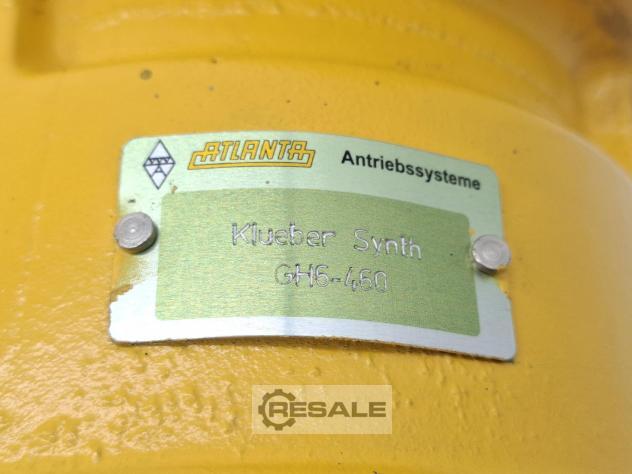 ATLANTA Antriebssysteme
Klueber Synth
GH6-460
RESALE